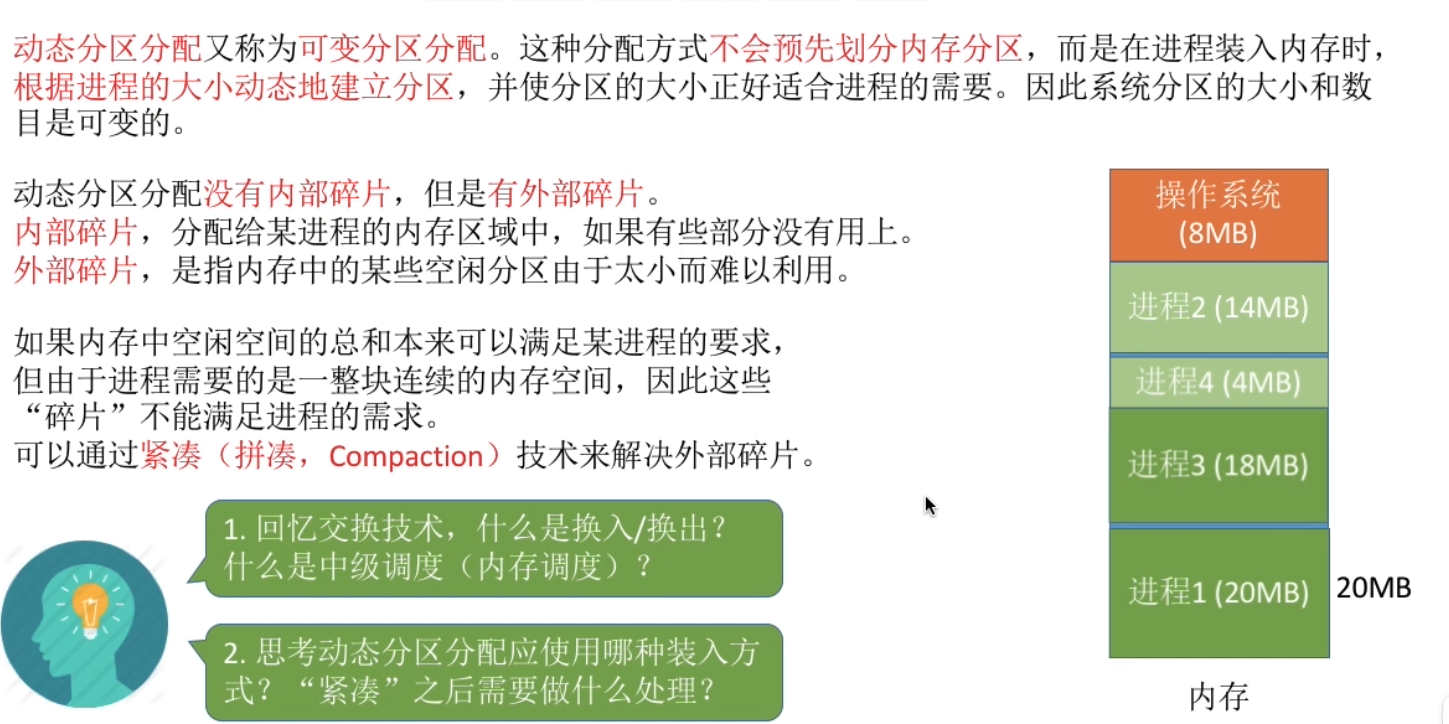 动态分区分配又称为可变分区分配。这种分配方式不会预先划分内存分区，而是在进程装入内存时，
根据进程的大小动态地建立分区，并使分区的大小正好适合进程的需要。因此系统分区的大小和数
目是可变的。
动态分区分配没有内部碎片，但是有外部碎片。
内部碎片，分配给某进程的内存区域中，如果有些部分没有用上。
外部碎片，是指内存中的某些空闲分区由于太小而难以利用。
如果内存中空闲空间的总和本来可以满足某进程的要求，
但由于进程需要的是一整块连续的内存空间，因此这些
“碎片”不能满足进程的需求。
可以通过紧凑（拼凑，Compaction）技术来解决外部碎片。
1. 回忆交换技术，什么是换入/换出？
什么是中级调度（内存调度）？
2. 思考动态分区分配应使用哪种装入方
式？“紧凑”之后需要做什么处理？
操作系统
(8MB)
进程2 (14MB)
进程4 (4MB)
进程3 (18MB)
进程1 (20MB)
20MB
内存